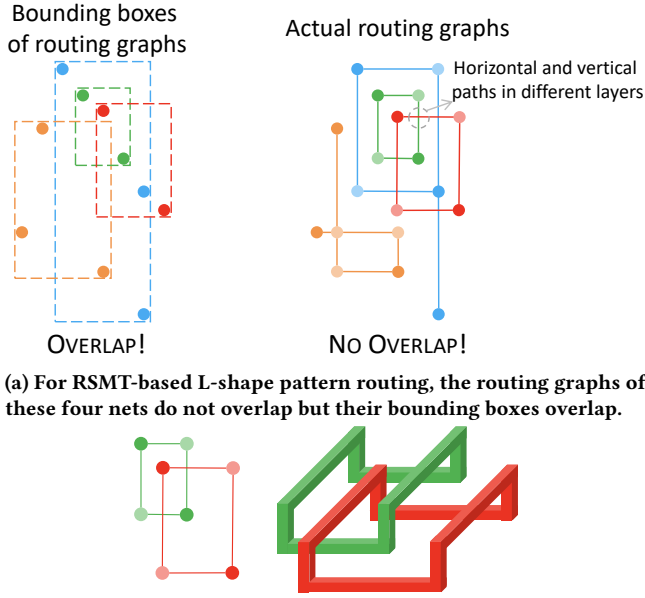 Bounding boxes
of routing graphs
Actual routing graphs
Horizontal and vertical
paths in different layers
OVERLAP!
NO OVERLAP!
(a) For RSMT-based L-shape pattern routing, the routing graphs of
these four nets do not overlap but their bounding boxes overlap.